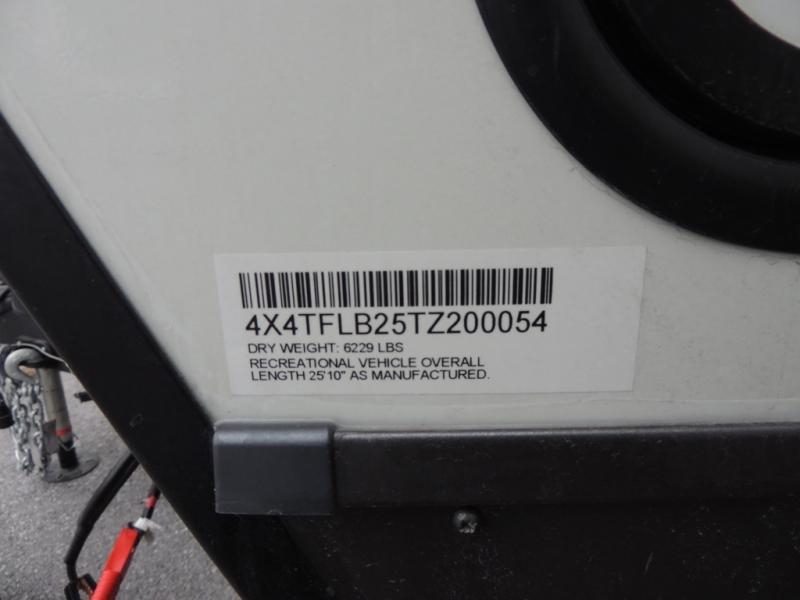 4X4TFLB25TZ200054
DRY WEIGHT: 6229 LBS
RECREATIONAL VEHICLE OVERALL
LENGTH 25'10" AS MANUFACTURED.